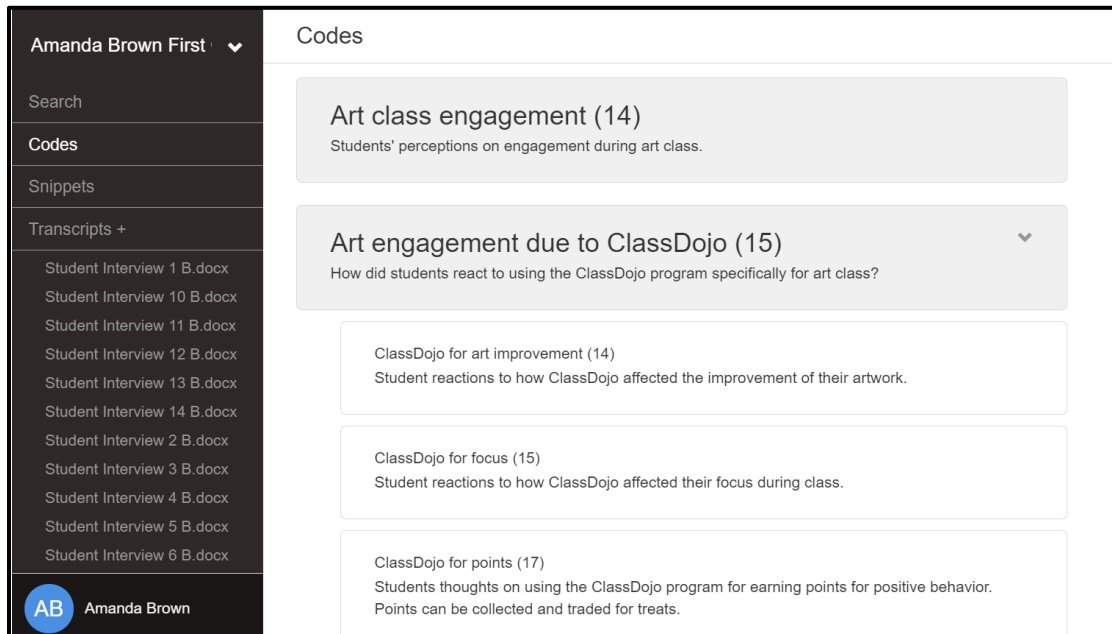 Amanda Brown First
Search
Codes
Snippets
Transcripts +
Student Interview 1 B.docx
Student Interview 10 B.docx
Student Interview 11 B.docx
Student Interview 12 B.docx
Student Interview 13 B.docx
Student Interview 14 B.docx
Student Interview 2 B.docx
Student Interview 3 B.docx
Student Interview 4 B.docx
Student Interview 5 B.docx
Student Interview 6 B.docx
AB
Amanda Brown
Codes
Art class engagement (14)
Students' perceptions on engagement during art class.
Art engagement due to ClassDojo (15)
How did students react to using the ClassDojo program specifically for art class?
ClassDojo for art improvement (14)
Student reactions to how ClassDojo affected the improvement of their artwork.
ClassDojo for focus (15)
Student reactions to how ClassDojo affected their focus during class.
ClassDojo for points (17)
Students thoughts on using the ClassDojo program for earning points for positive behavior.
Points can be collected and traded for treats.